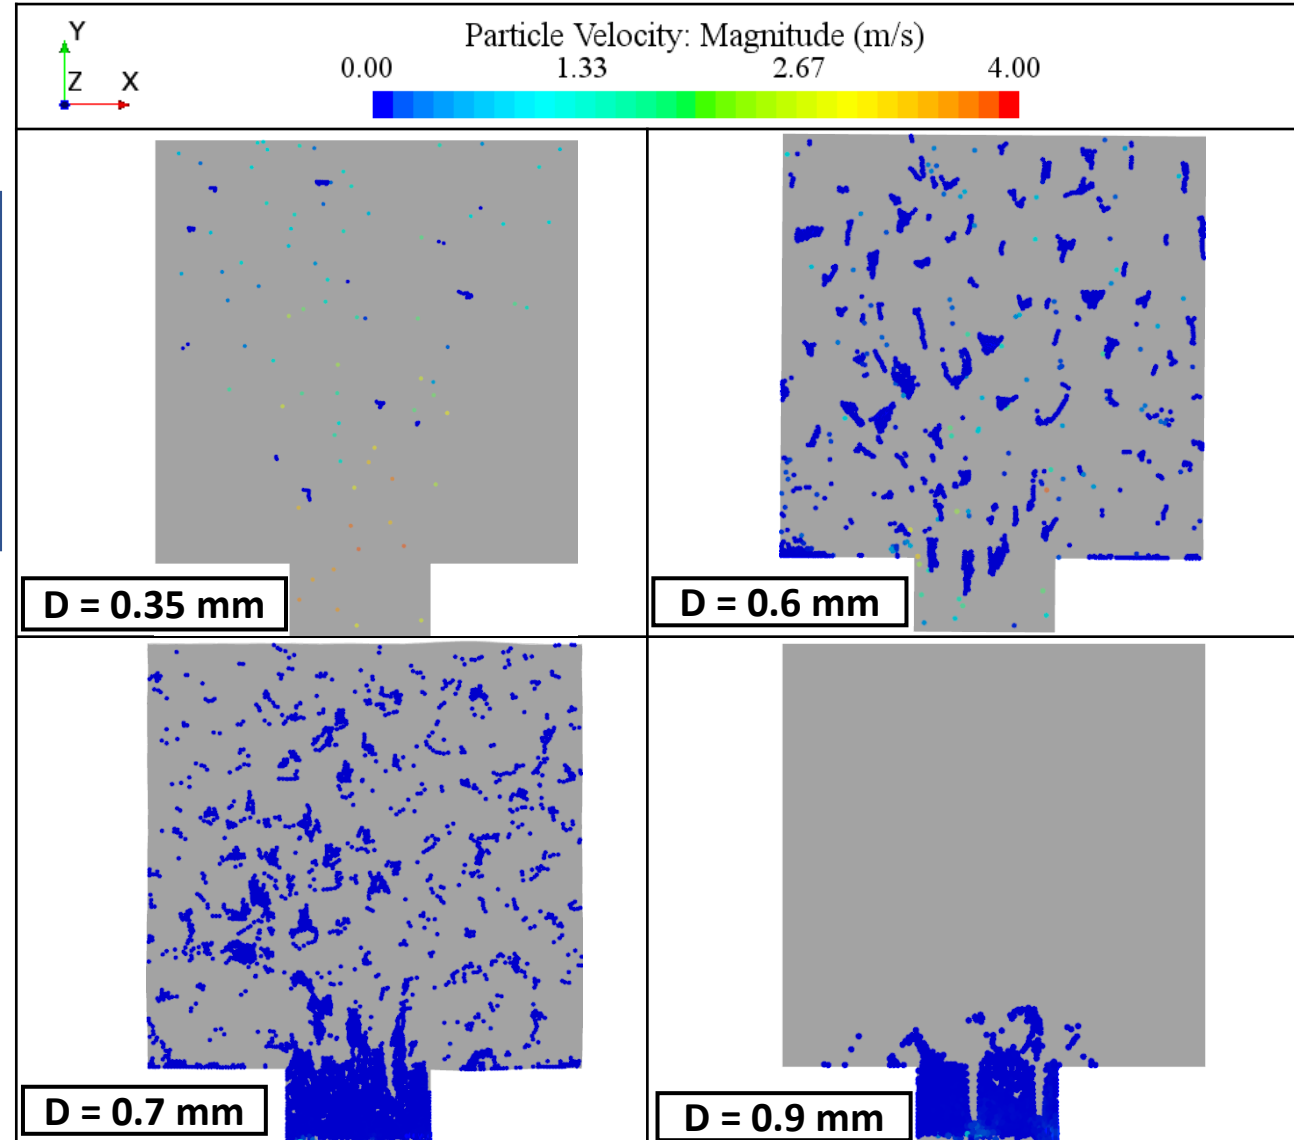 Y
Z X
Particle Velocity: Magnitude (m/s)
0.00 1.33 2.67 4.00
D = 0.35 mm
D = 0.6 mm
D = 0.7 mm
D = 0.9 mm